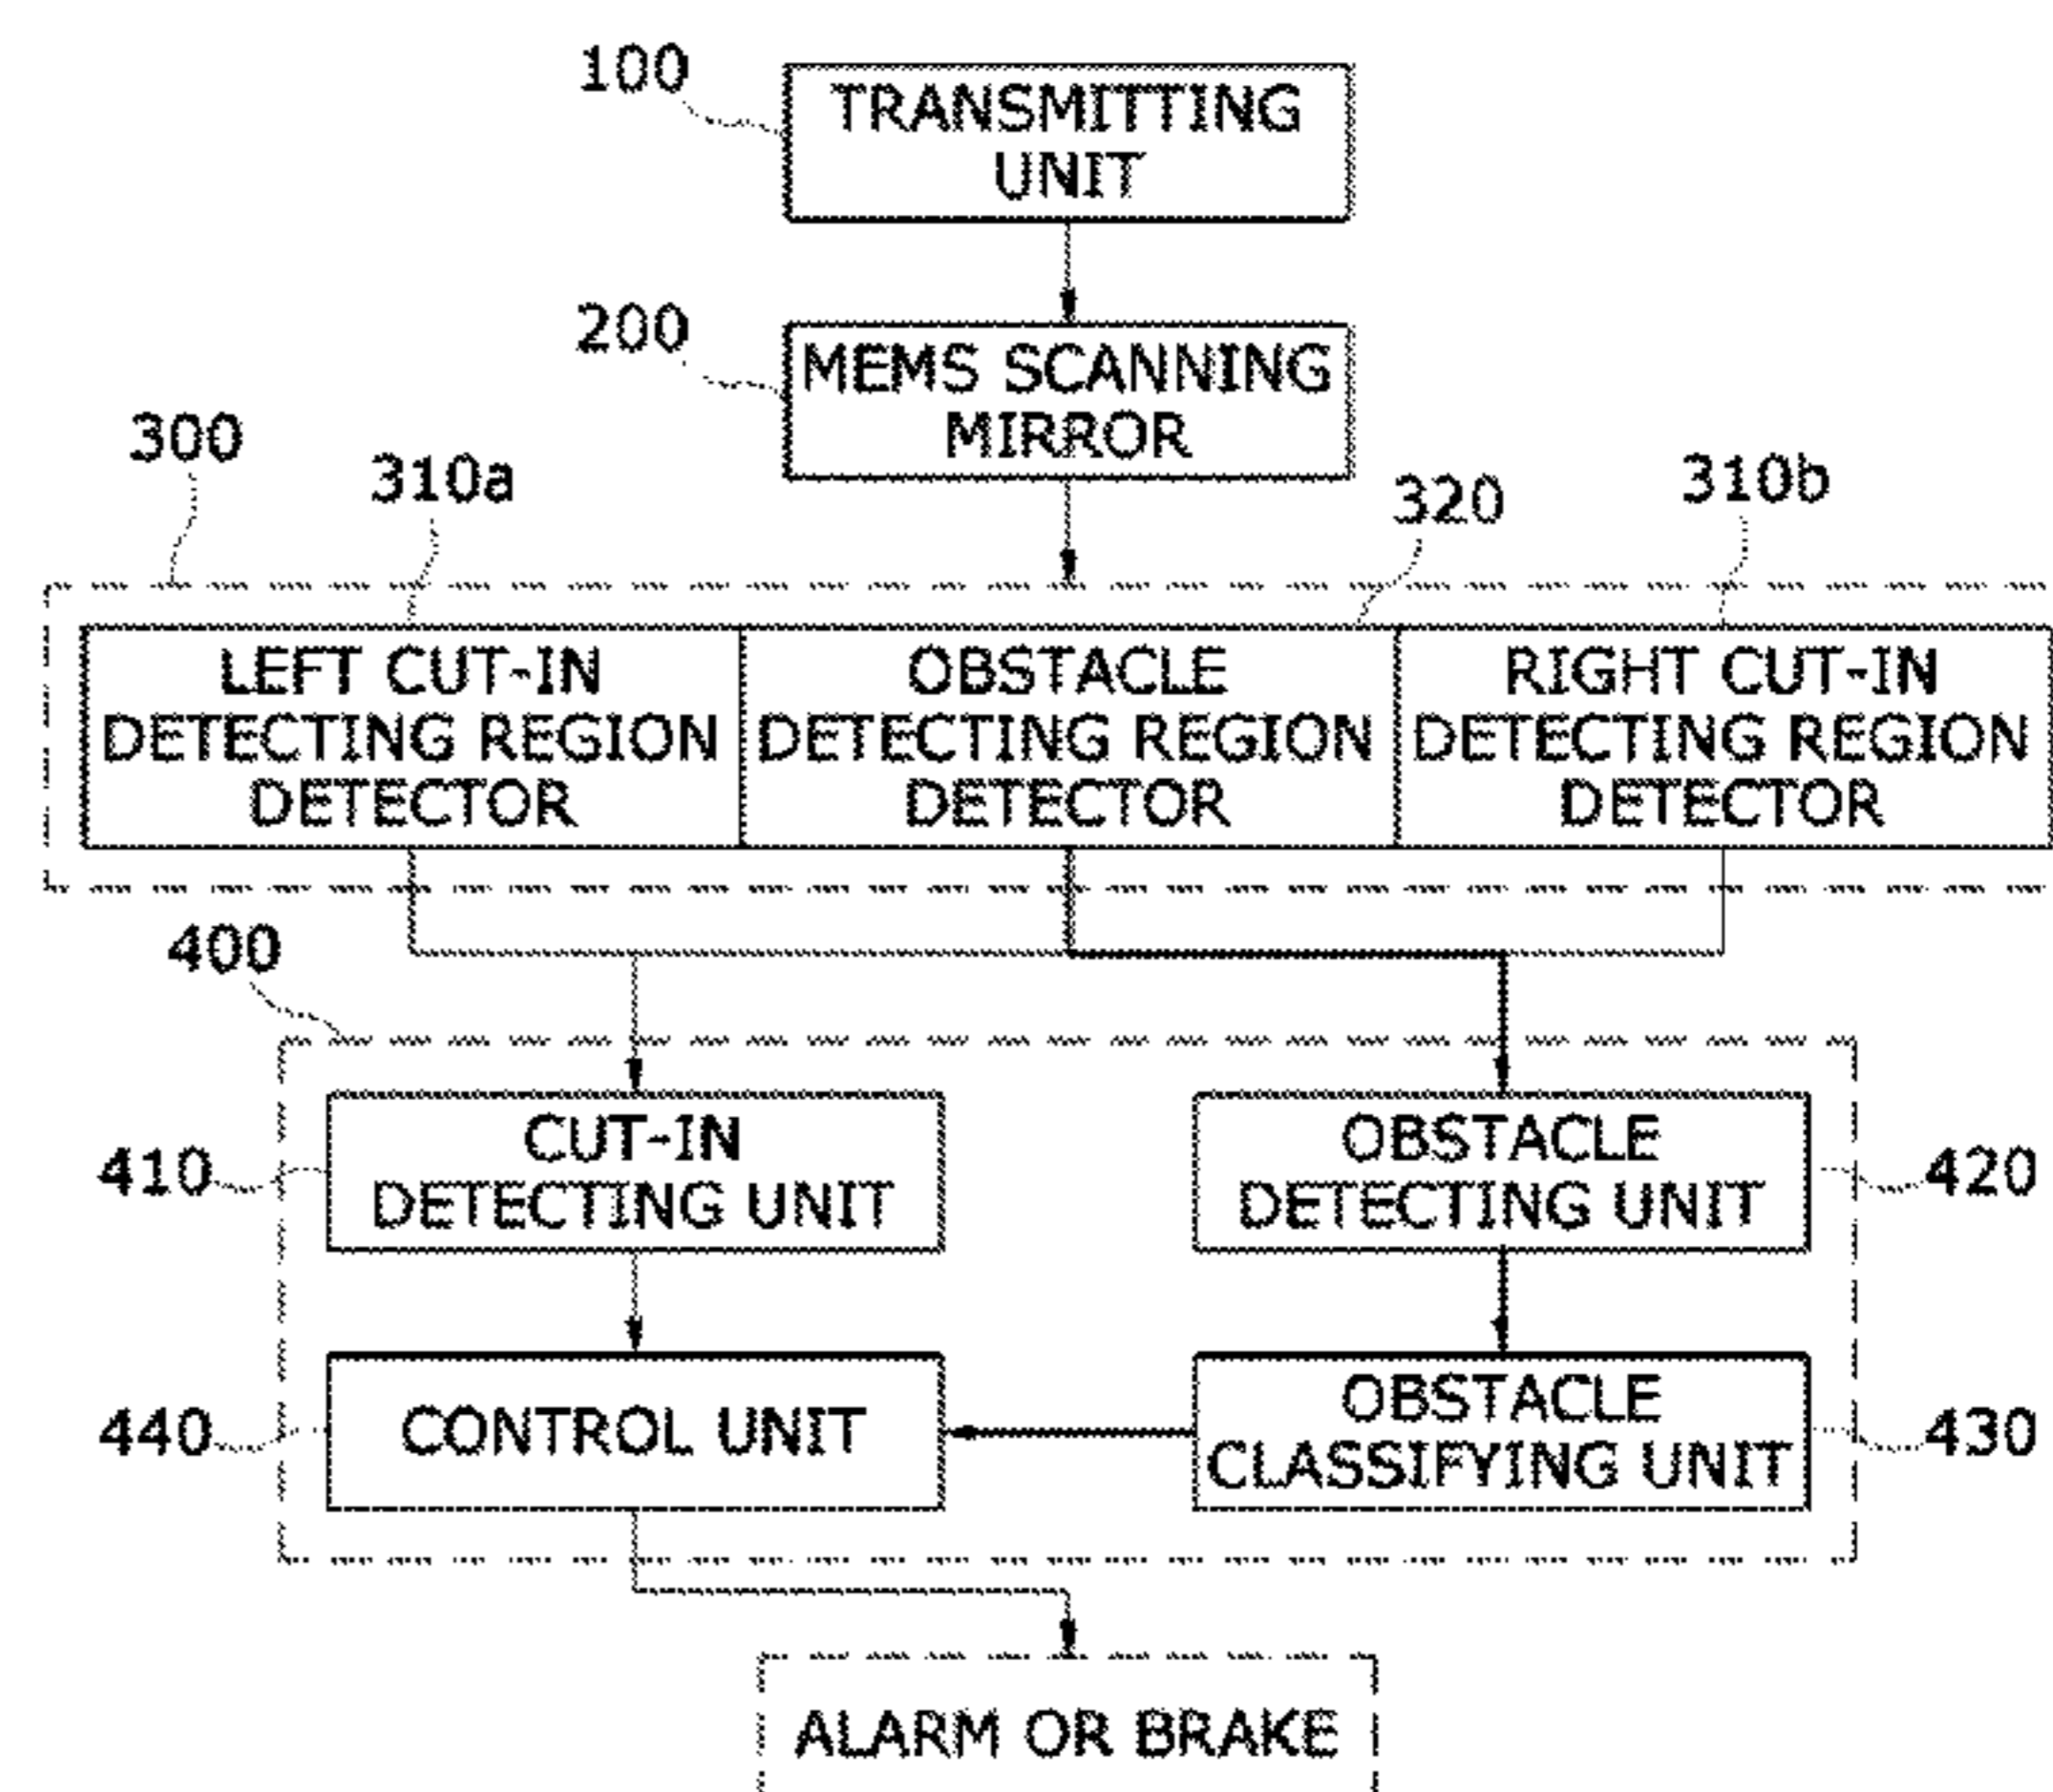 100
TRANSMITTING
UNIT
200
MEMS SCANNING
MIRROR
300
310a
320
310b
LEFT CUT-IN
DETECTING REGION
DETECTOR
OBSTACLE
DETECTING REGION
DETECTOR
RIGHT CUT-IN
DETECTING REGION
DETECTOR
400
410
CUT-IN
DETECTING UNIT
OBSTACLE
DETECTING UNIT
420
440
CONTROL UNIT
OBSTACLE
CLASSIFYING UNIT
430
ALARM OR BRAKE